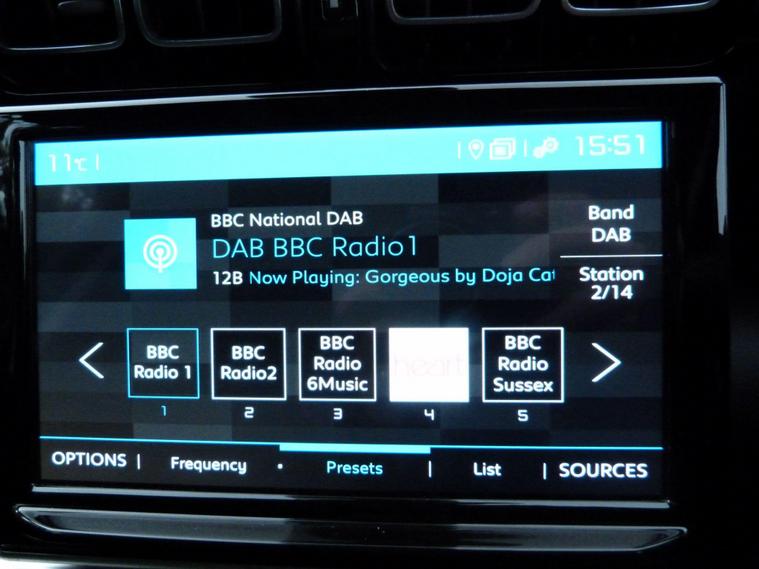 11°C |
15:51
BBC National DAB
DAB BBC Radio1
12B Now Playing: Gorgeous by Doja Cat
Band
DAB
Station
2/14
BBC
Radio 1
BBC
Radio2
BBC
Radio
6Music
heart
BBC
Radio
Sussex
1
2
3
4
5
OPTIONS | Frequency • Presets | List | SOURCES